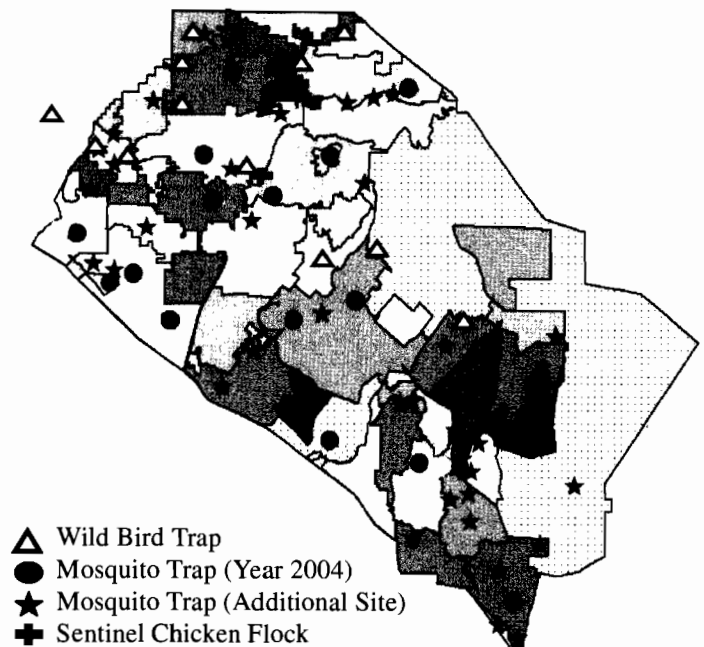 Wild Bird Trap
Mosquito Trap (Year 2004)
Mosquito Trap (Additional Site)
Sentinel Chicken Flock